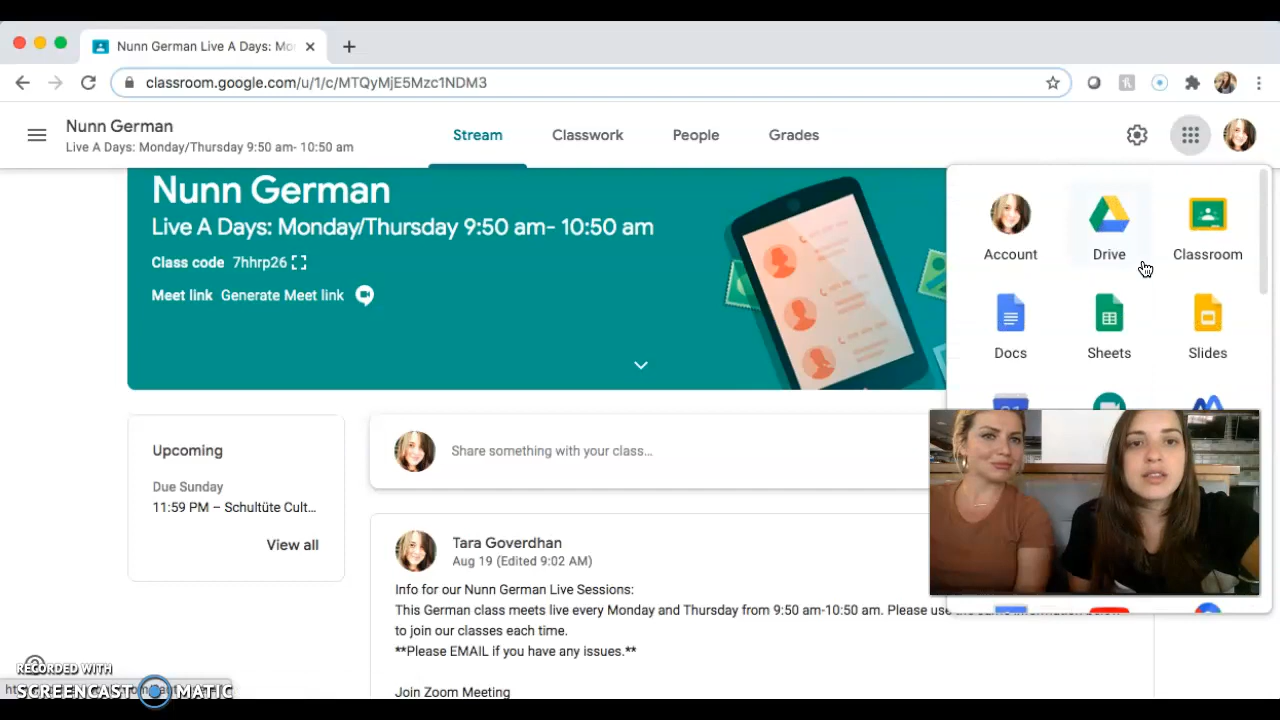 Nunn German Live A Days: Mo
classroom.google.com/u/1/c/MTQyMjE5Mzc1NDM3
Nunn German
Live A Days: Monday/Thursday 9:50 am- 10:50 am
Stream
Classwork
People
Grades
Nunn German
Live A Days: Monday/Thursday 9:50 am- 10:50 am
Class code 7hhrp26
Meet link Generate Meet link
Account
Drive
Classroom
Docs
Sheets
Slides
Upcoming
Due Sunday
11:59 PM – Schultüte Cult...
View all
Share something with your class...
Tara Goverdhan
Aug 19 (Edited 9:02 AM)
Info for our Nunn German Live Sessions:
This German class meets live every Monday and Thursday from 9:50 am-10:50 am. Please use the same information below
to join our classes each time.
**Please EMAIL if you have any issues.**
Join Zoom Meeting
RECORDED WITH
SCREENCAST MATIC